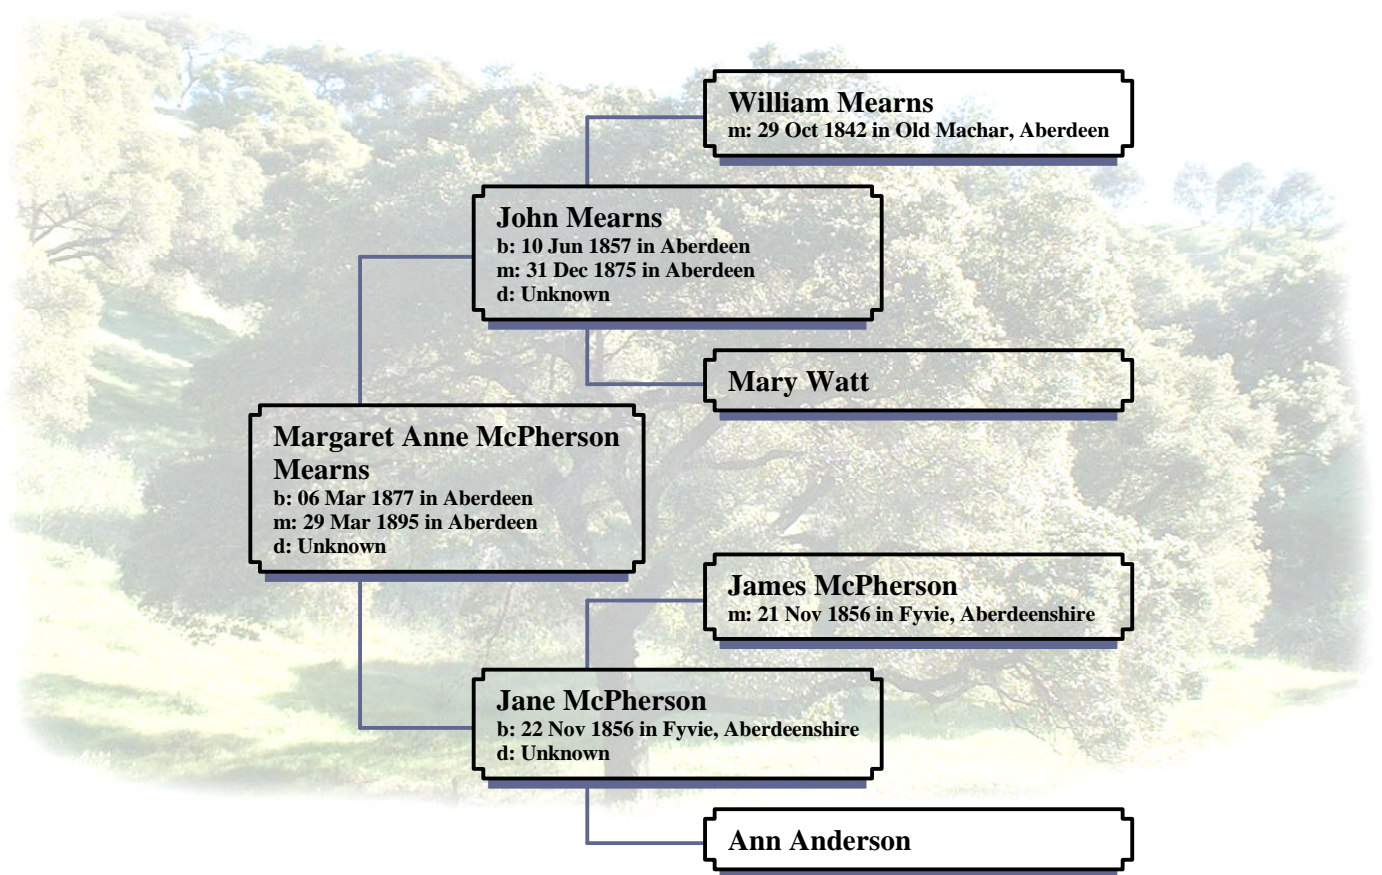 William Mearns
m: 29 Oct 1842 in Old Machar, Aberdeen
John Mearns
b: 10 Jun 1857 in Aberdeen
m: 31 Dec 1875 in Aberdeen
d: Unknown
Mary Watt
Margaret Anne McPherson
Mearns
b: 06 Mar 1877 in Aberdeen
m: 29 Mar 1895 in Aberdeen
d: Unknown
James McPherson
m: 21 Nov 1856 in Fyvie, Aberdeenshire
Jane McPherson
b: 22 Nov 1856 in Fyvie, Aberdeenshire
d: Unknown
Ann Anderson